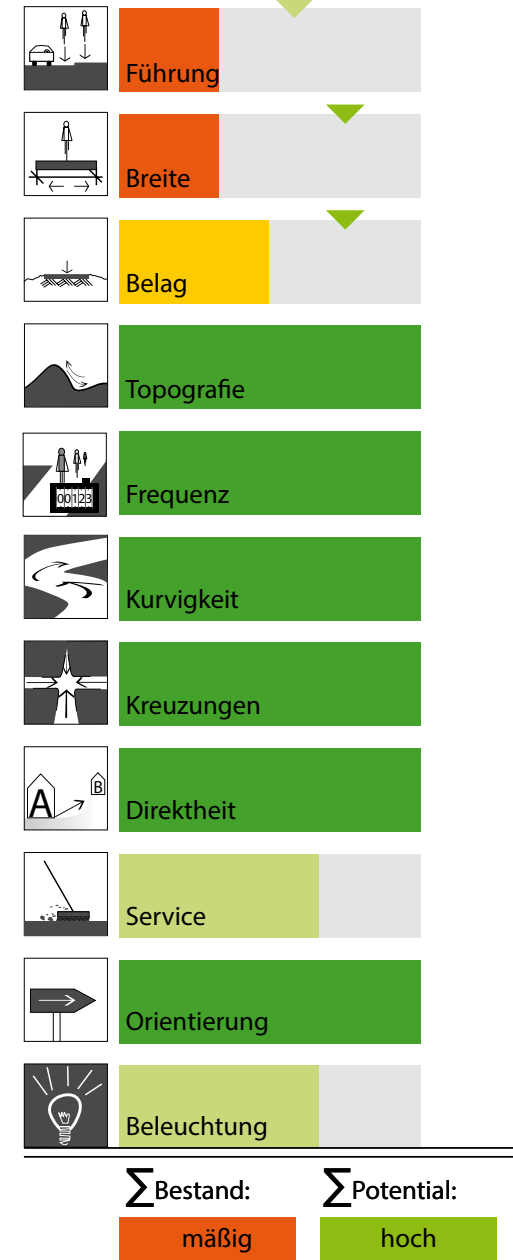 Führung
Breite
Belag
Topografie
00123
Frequenz
Kurvigkeit
Kreuzungen
A B
Direktheit
Service
Orientierung
Beleuchtung
∑Bestand: ∑Potential:
mäßig hoch